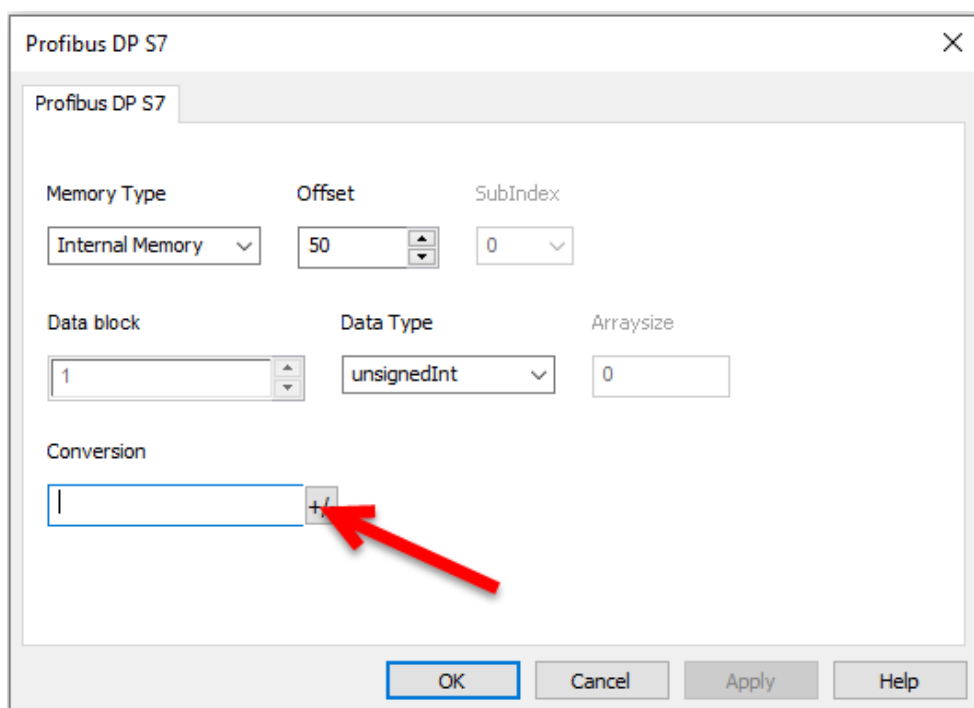 Profibus DP S7
Profibus DP S7
Memory Type Offset SubIndex
Internal Memory 50 0
Data block Data Type Arraysize
1 unsignedInt 0
Conversion
+/
OK Cancel Apply Help